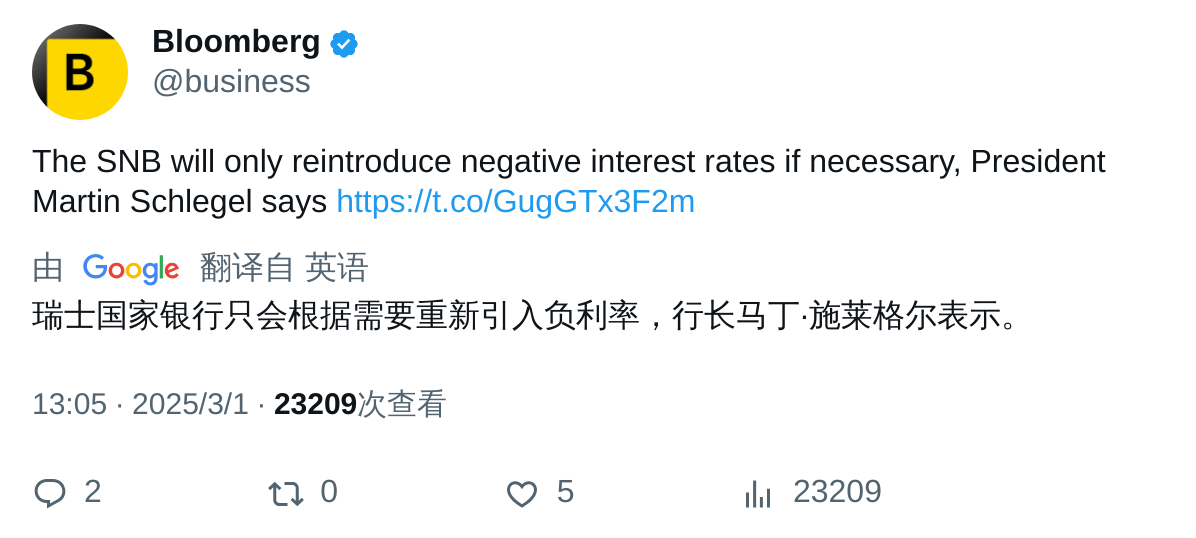 Bloomberg
@business
The SNB will only reintroduce negative interest rates if necessary, President
Martin Schlegel says https://t.co/GugGTx3F2m
由 Google 翻译自 英语
瑞士国家银行只会根据需要重新引入负利率，行长马丁·施莱格尔表示。
13:05 · 2025/3/1 · 23209次查看
2 0 5 23209